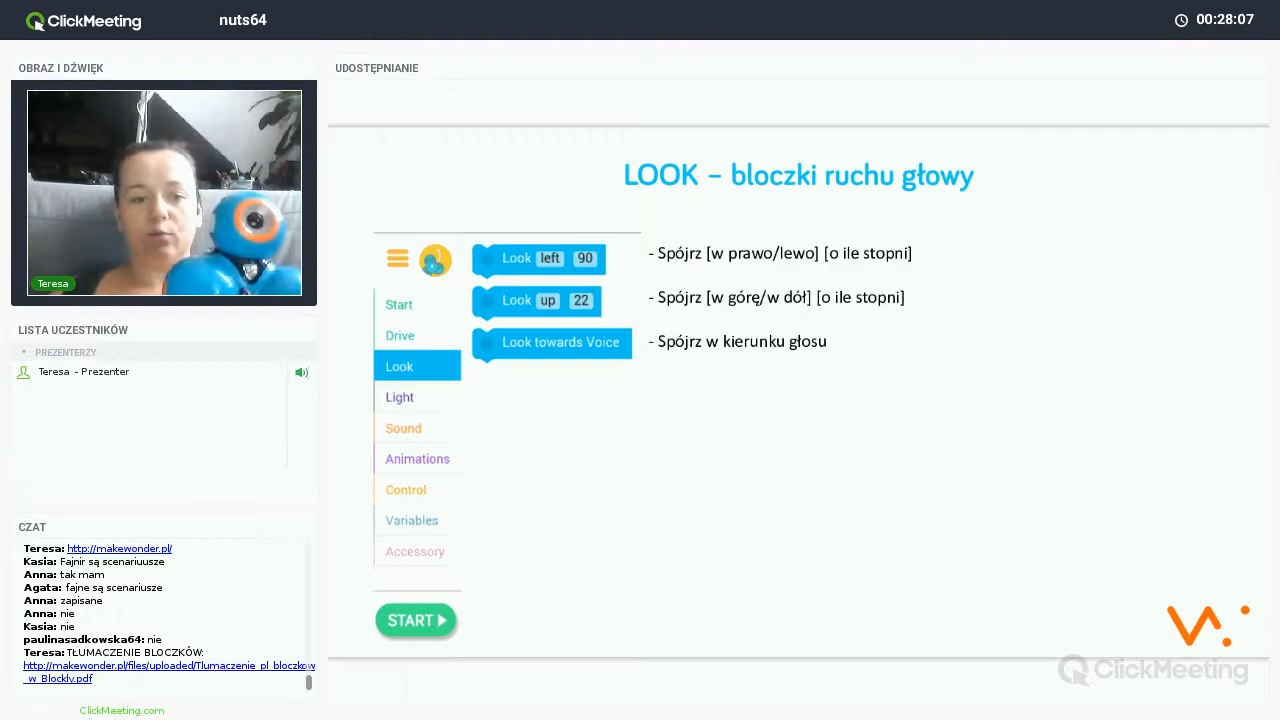 ClickMeeting
nuts64
00:28:07
OBRAZ I DŹWIĘK
Teresa
LISTA UCZESTNIKÓW
PREZENTERZY
Teresa - Prezenter
CZAT
Teresa: http://makewonder.pl/
Kasia: Fajnir są scenariuusze
Anna: tak mam
Agata: fajne są scenariusze
Anna: zapisane
Anna: nie
Kasia: nie
paulinasadkowska64: nie
Teresa: TŁUMACZENIE BLOCZKÓW:
http://makewonder.pl/files/uploaded/Tlumaczenie_pl_bloczkow
_w_Blockly.pdf
ClickMeeting.com
UDOSTĘPNIANIE
LOOK – bloczki ruchu głowy
Start
Drive
Look
Light
Sound
Animations
Control
Variables
Accessory
START
Look left 90
- Spójrz [w prawo/lewo] [o ile stopni]
Look up 22
- Spójrz [w górę/w dół] [o ile stopni]
Look towards Voice
- Spójrz w kierunku głosu
ClickMeeting